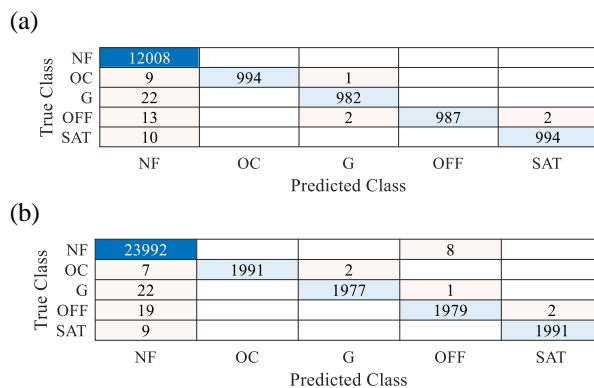 (a)
True Class
NF 12008
OC 9 994 1
G 22 982
OFF 13 2 987 2
SAT 10 994
NF OC G OFF SAT
Predicted Class
(b)
True Class
NF 23992 8
OC 7 1991 2
G 22 1977 1
OFF 19 1979 2
SAT 9 1991
NF OC G OFF SAT
Predicted Class